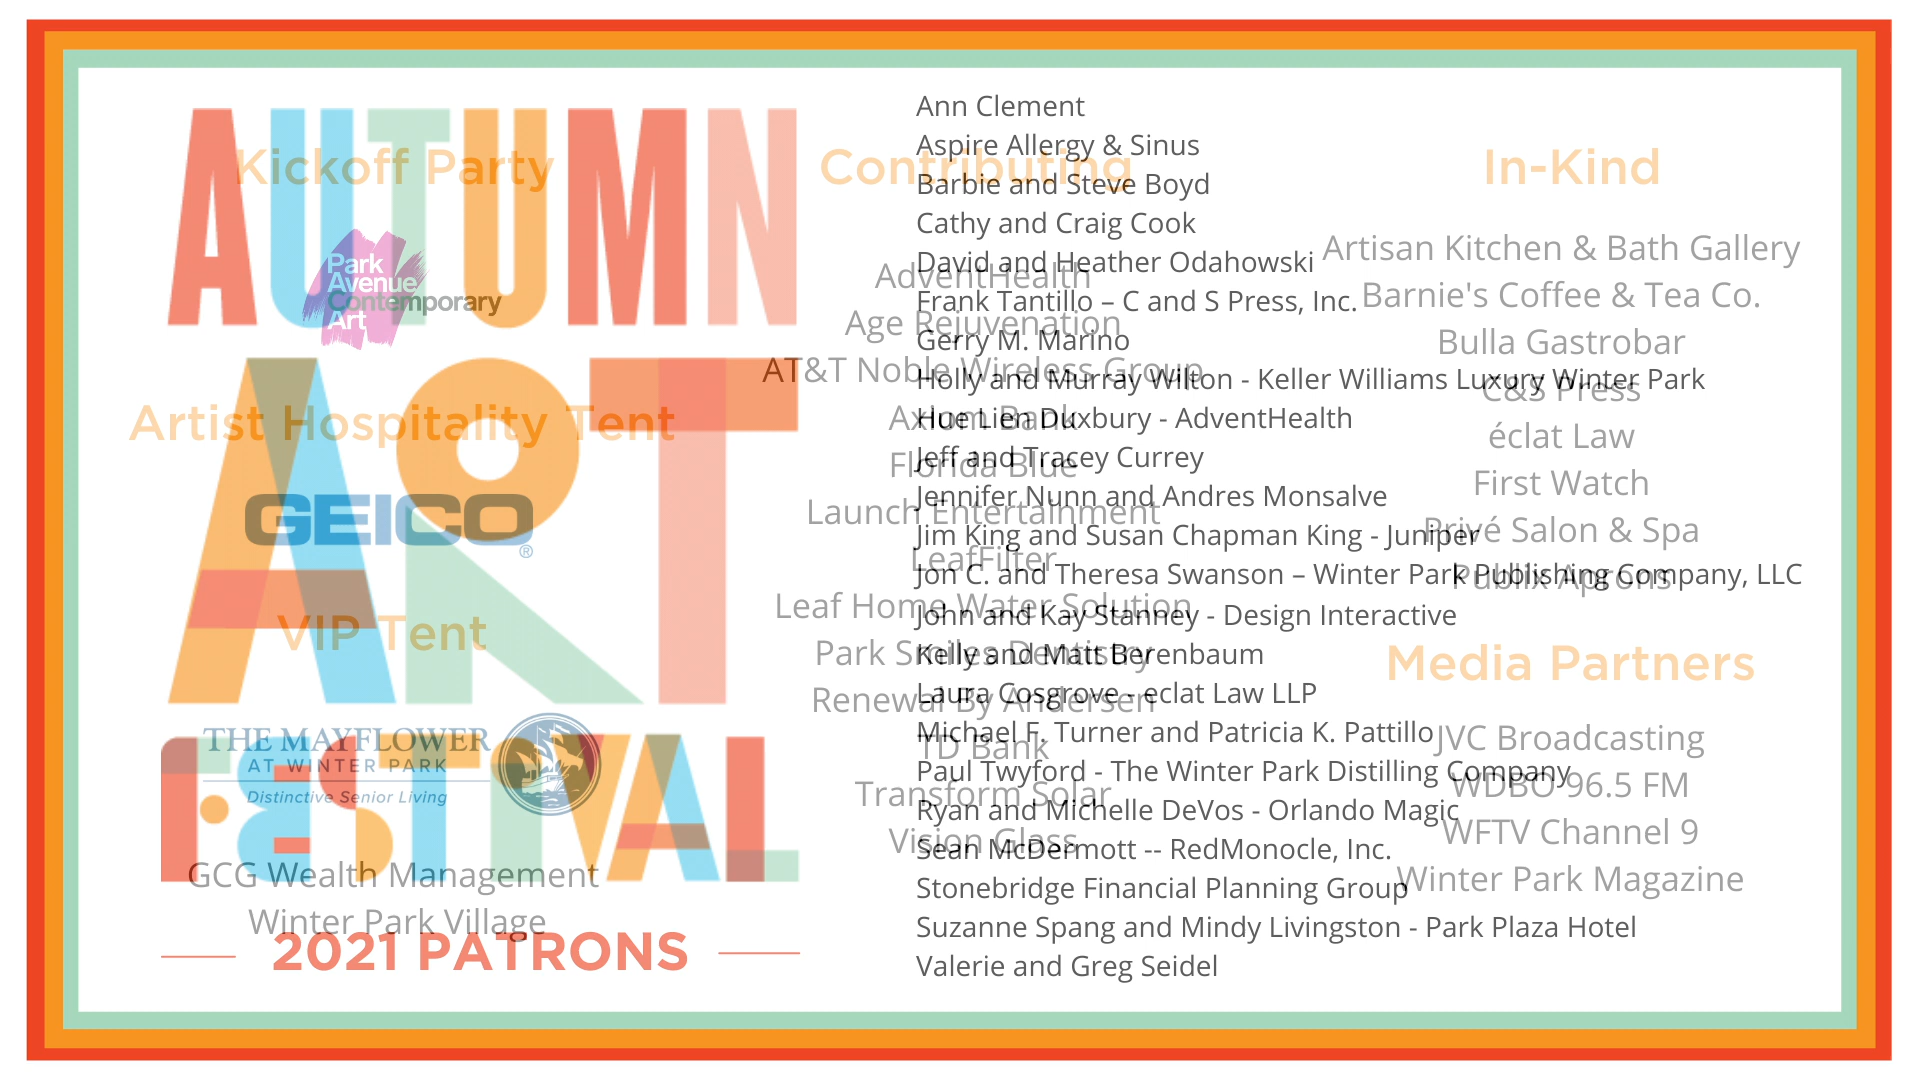 AUTUMN
ART
FESTIVAL
2021 PATRONS
Ann Clement
Aspire Allergy & Sinus
Barbie and Steve Boyd
Cathy and Craig Cook
David and Heather Odahowski
Frank Tantillo – C and S Press, Inc.
Gerry M. Marino
Holly and Murray Wilton - Keller Williams Luxury Winter Park
Hue Lien Duxbury - AdventHealth
Jeff and Tracey Currey
Jennifer Nunn and Andres Monsalve
Jim King and Susan Chapman King - Juniper
Jon C. and Theresa Swanson – Winter Park Publishing Company, LLC
John and Kay Stanney - Design Interactive
Kelly and Matt Berenbaum
Laura Cosgrove - eclat Law LLP
Michael F. Turner and Patricia K. Pattillo
Paul Twyford - The Winter Park Distilling Company
Ryan and Michelle DeVos - Orlando Magic
Sean McDermott -- RedMonocle, Inc.
Stonebridge Financial Planning Group
Suzanne Spang and Mindy Livingston - Park Plaza Hotel
Valerie and Greg Seidel
Kickoff Party
Park
Avenue
Contemporary
Art
Artist Hospitality Tent
GEICO®
VIP Tent
THE MAYFLOWER
AT WINTER PARK
Distinctive Senior Living
GCG Wealth Management
Winter Park Village
Contributing
AdventHealth
Age Rejuvenation
AT&T Noble Wireless Group
Axiom Bank
Florida Blue
Launch Entertainment
LeafFilter
Leaf Home Water Solution
Park Smiles Dentistry
Renewal By Andersen
TD Bank
Transform Solar
Vision Glass
In-Kind
Artisan Kitchen & Bath Gallery
Barnie's Coffee & Tea Co.
Bulla Gastrobar
C&S Press
éclat Law
First Watch
Privé Salon & Spa
Publix Aprons
Media Partners
JVC Broadcasting
WDBO 96.5 FM
WFTV Channel 9
Winter Park Magazine